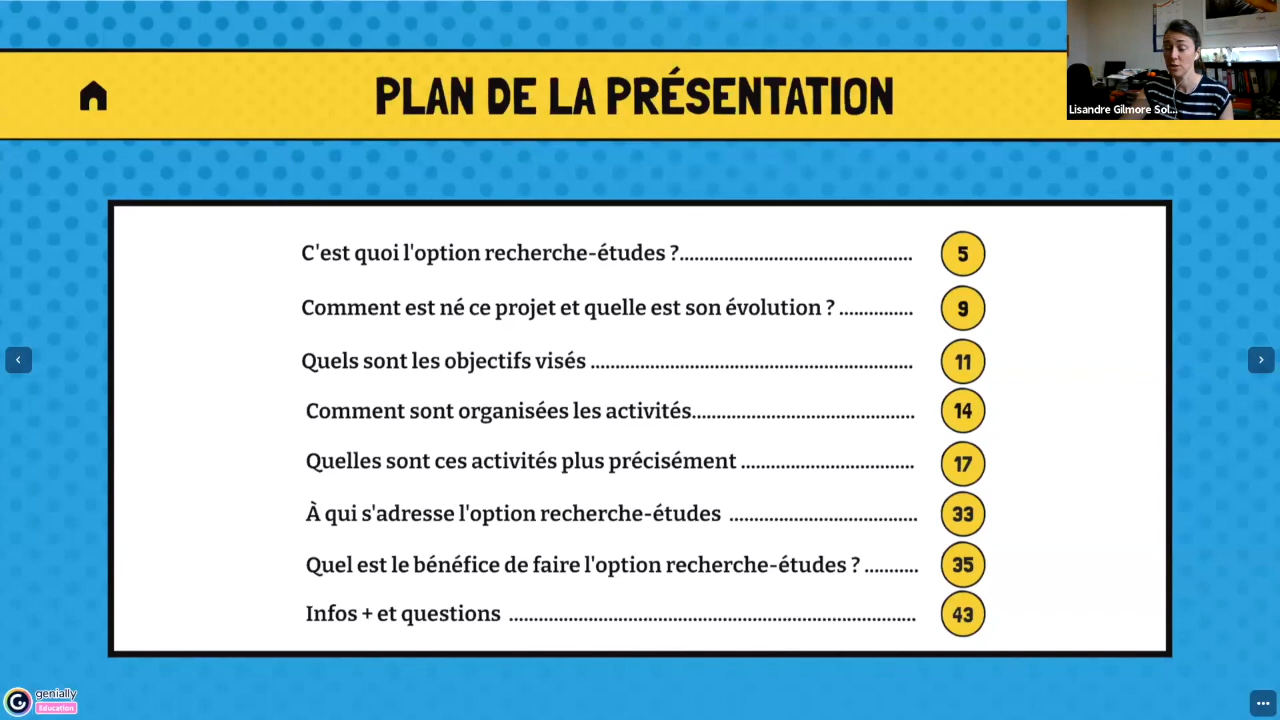 PLAN DE LA PRÉSENTATION
Lisandre Gilmore Sol...
C'est quoi l'option recherche-études ?............................................... 5
Comment est né ce projet et quelle est son évolution ? ............... 9
Quels sont les objectifs visés ................................................................. 11
Comment sont organisées les activités............................................. 14
Quelles sont ces activités plus précisément ................................... 17
À qui s'adresse l'option recherche-études ...................................... 33
Quel est le bénéfice de faire l'option recherche-études ? ........... 35
Infos + et questions .................................................................................. 43
genially
Education